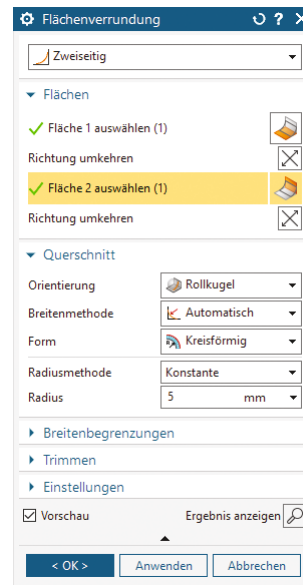 Flächenverrundung
Zweiseitig
Flächen
Fläche 1 auswählen (1)
Richtung umkehren
Fläche 2 auswählen (1)
Richtung umkehren
Querschnitt
Orientierung Rollkugel
Breitenmethode Automatisch
Form Kreisförmig
Radiusmethode Konstante
Radius 5 mm
Breitenbegrenzungen
Trimmen
Einstellungen
Vorschau Ergebnis anzeigen
< OK > Anwenden Abbrechen